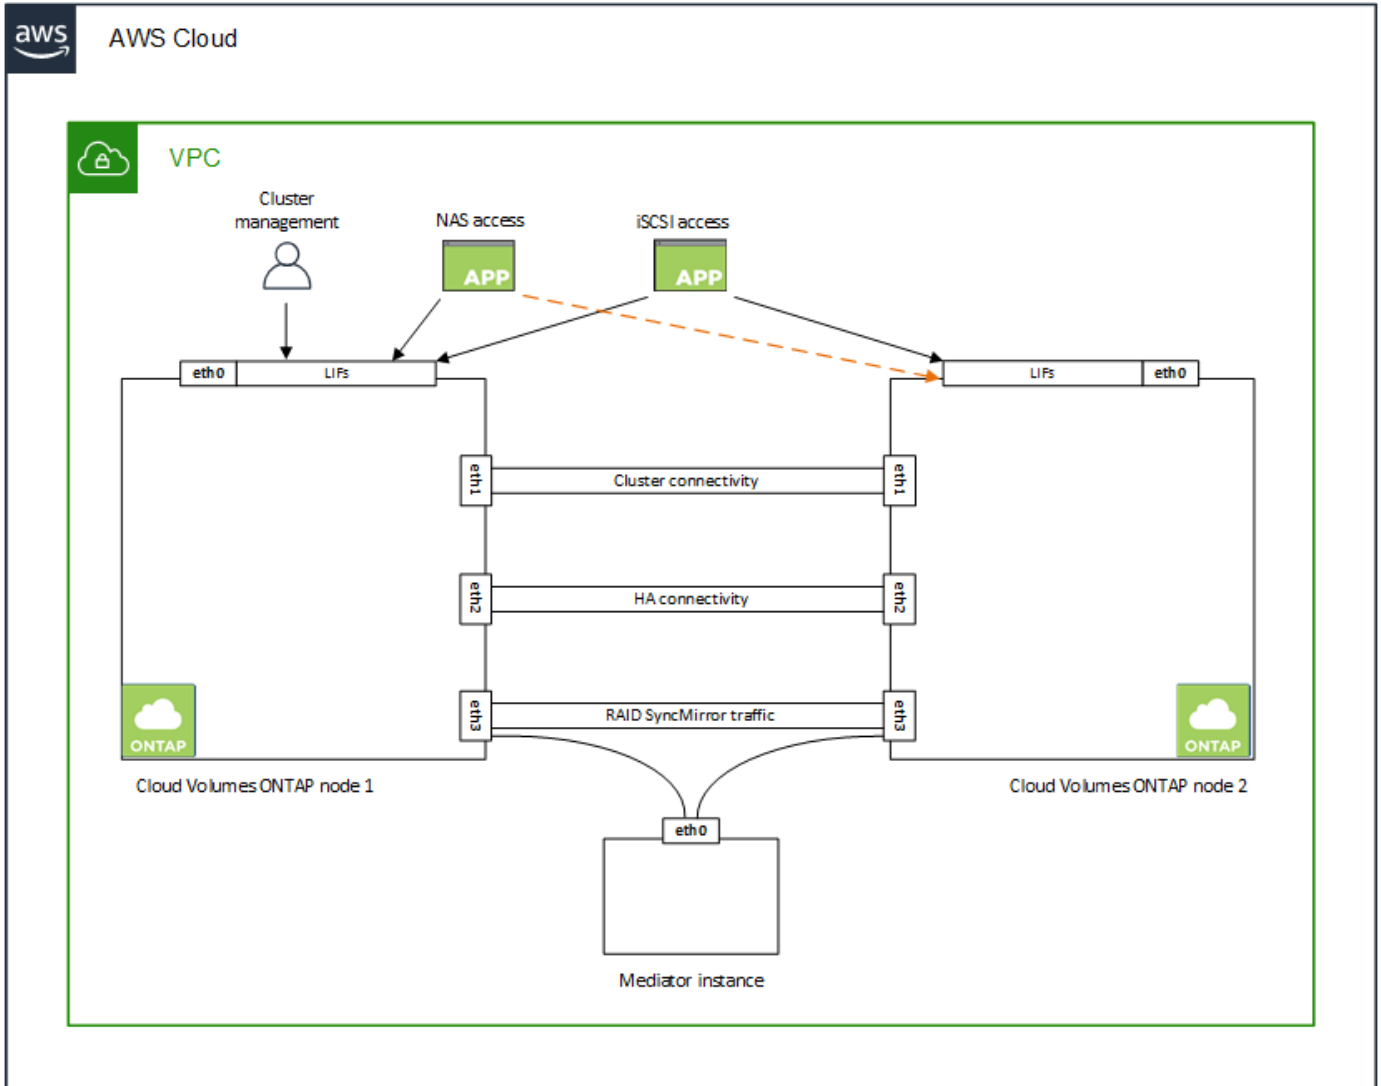 aws
AWS Cloud
VPC
Cluster
management
NAS access
iSCSI access
APP
APP
eth0
LIFs
LIFs
eth0
eth1
Cluster connectivity
eth1
eth2
HA connectivity
eth2
eth3
RAID SyncMirror traffic
eth3
ONTAP
ONTAP
Cloud Volumes ONTAP node 1
Cloud Volumes ONTAP node 2
eth0
Mediator instance